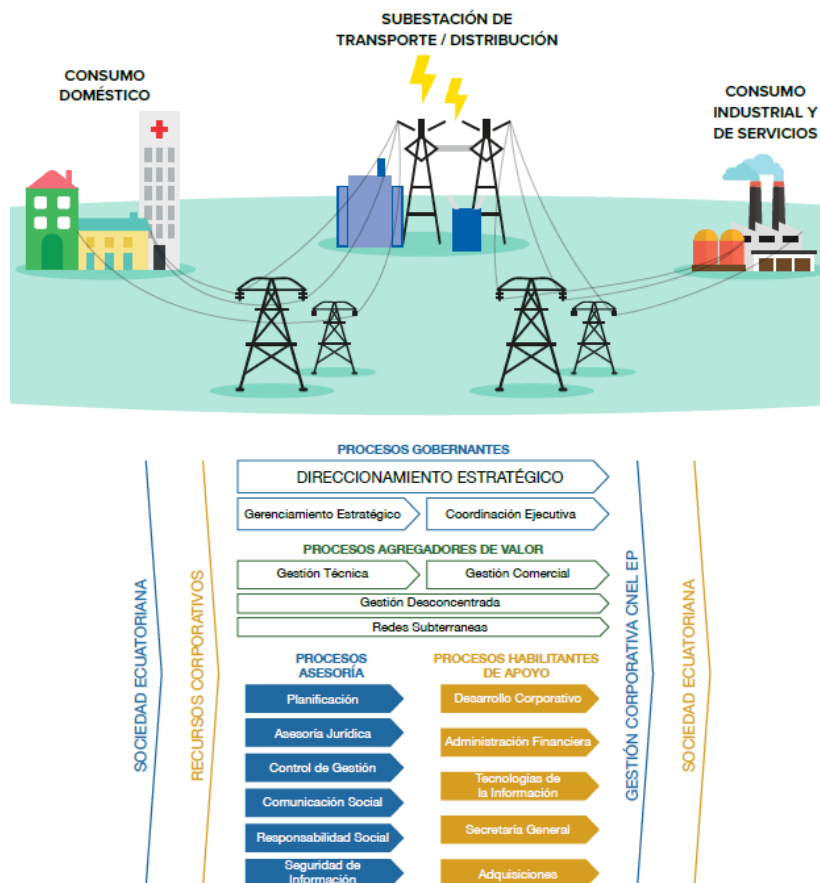 SUBESTACIÓN DE
TRANSPORTE / DISTRIBUCIÓN
CONSUMO
DOMÉSTICO
CONSUMO
INDUSTRIAL Y
DE SERVICIOS
PROCESOS GOBERNANTES
DIRECCIONAMIENTO ESTRATÉGICO
Gerenciamiento Estratégico
Coordinación Ejecutiva
PROCESOS AGREGADORES DE VALOR
Gestión Técnica
Gestión Comercial
Gestión Desconcentrada
Redes Subterraneas
SOCIEDAD ECUATORIANA
RECURSOS CORPORATIVOS
PROCESOS
ASESORÍA
Planificación
Asesoría Jurídica
Control de Gestión
Comunicación Social
Responsabilidad Social
Seguridad de
Información
PROCESOS HABILITANTES
DE APOYO
Desarrollo Corporativo
Administración Financiera
Tecnologías de
la Información
Secretaría General
Adquisiciones
GESTIÓN CORPORATIVA CNEL EP
SOCIEDAD ECUATORIANA